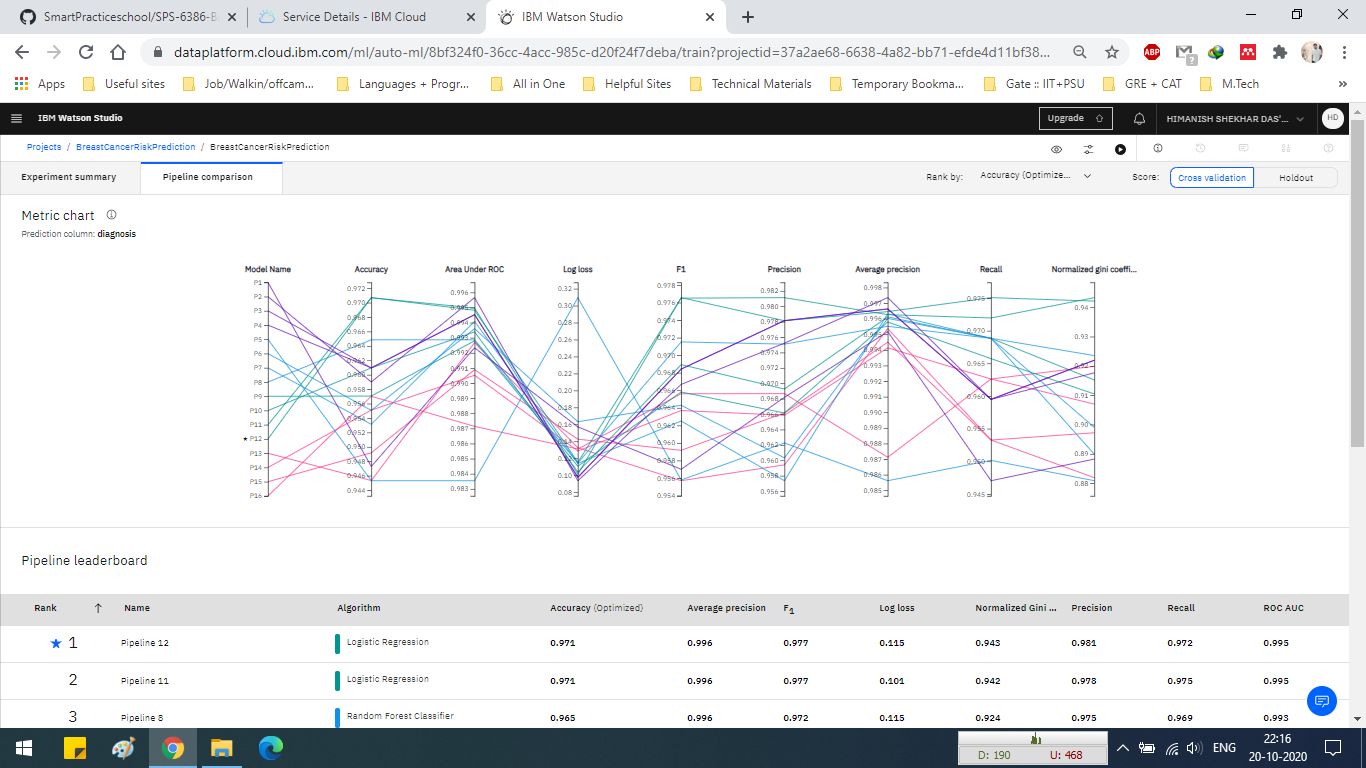 SmartPracticeschool/SPS-6386-B
Service Details - IBM Cloud
IBM Watson Studio
dataplatform.cloud.ibm.com/ml/auto-ml/8bf324f0-36cc-4acc-985c-d20f24f7deba/train?projectid=37a2ae68-6638-4a82-bb71-efde4d11bf38...
ABP
Apps
Useful sites
Job/Walkin/offcam...
Languages + Progr...
All in One
Helpful Sites
Technical Materials
Temporary Bookma...
Gate :: IIT+PSU
GRE + CAT
M.Tech
IBM Watson Studio
Upgrade
HIMANISH SHEKHAR DAS'...
HD
Projects / BreastCancerRiskPrediction / BreastCancerRiskPrediction
Experiment summary
Pipeline comparison
Rank by: Accuracy (Optimize...
Score: Cross validation Holdout
Metric chart
Prediction column: diagnosis
Model Name Accuracy Area Under ROC Log loss F1 Precision Average precision Recall Normalized gini coeffi...
P1
P2
P3
P4
P5
P6
P7
P8
P9
P10
P11
★ P12
P13
P14
P15
P16
0.972
0.970
0.968
0.966
0.964
0.962
0.960
0.958
0.956
0.954
0.952
0.950
0.948
0.946
0.944
0.996
0.995
0.994
0.993
0.992
0.991
0.990
0.988
0.987
0.986
0.985
0.984
0.983
0.32
0.30
0.28
0.26
0.24
0.22
0.20
0.18
0.16
0.14
0.12
0.10
0.08
0.978
0.976
0.974
0.972
0.970
0.968
0.966
0.964
0.962
0.960
0.958
0.956
0.954
0.982
0.980
0.978
0.976
0.974
0.972
0.970
0.968
0.966
0.964
0.962
0.960
0.958
0.956
0.998
0.997
0.996
0.995
0.994
0.993
0.992
0.991
0.990
0.989
0.988
0.987
0.986
0.985
0.975
0.970
0.965
0.960
0.955
0.950
0.945
0.94
0.93
0.92
0.91
0.90
0.89
0.88
Pipeline leaderboard
Rank ↑ Name Algorithm Accuracy (Optimized) Average precision F1 Log loss Normalized Gini ... Precision Recall ROC AUC
★ 1 Pipeline 12 Logistic Regression 0.971 0.996 0.977 0.115 0.943 0.981 0.972 0.995
2 Pipeline 11 Logistic Regression 0.971 0.996 0.977 0.101 0.942 0.978 0.975 0.995
3 Pipeline 8 Random Forest Classifier 0.965 0.996 0.972 0.115 0.924 0.975 0.969 0.993
D: 190 U: 468
ENG
22:16
20-10-2020